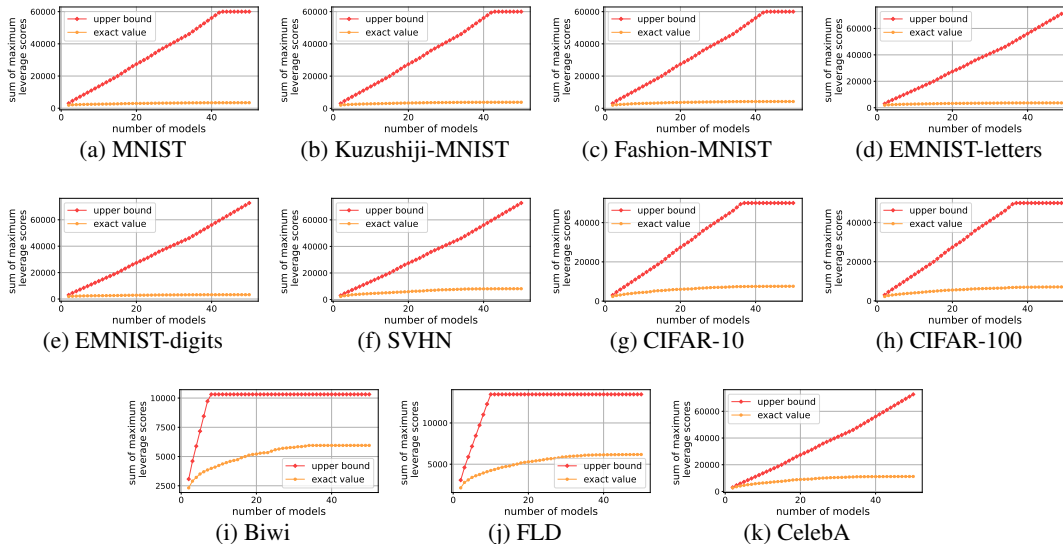 sum of maximum
leverage scores
60000
40000
20000
0
upper bound
exact value
0 20 40
number of models
(a) MNIST
sum of maximum
leverage scores
60000
40000
20000
0
upper bound
exact value
0 20 40
number of models
(b) Kuzushiji-MNIST
sum of maximum
leverage scores
60000
40000
20000
0
upper bound
exact value
0 20 40
number of models
(c) Fashion-MNIST
sum of maximum
leverage scores
60000
40000
20000
0
upper bound
exact value
0 20 40
number of models
(d) EMNIST-letters
sum of maximum
leverage scores
60000
40000
20000
0
upper bound
exact value
0 20 40
number of models
(e) EMNIST-digits
sum of maximum
leverage scores
60000
40000
20000
0
upper bound
exact value
0 20 40
number of models
(f) SVHN
sum of maximum
leverage scores
40000
20000
0
upper bound
exact value
0 20 40
number of models
(g) CIFAR-10
sum of maximum
leverage scores
40000
20000
0
upper bound
exact value
0 20 40
number of models
(h) CIFAR-100
sum of maximum
leverage scores
10000
7500
5000
2500
upper bound
exact value
0 20 40
number of models
(i) Biwi
sum of maximum
leverage scores
10000
5000
upper bound
exact value
0 20 40
number of models
(j) FLD
sum of maximum
leverage scores
60000
40000
20000
0
upper bound
exact value
0 20 40
number of models
(k) CelebA